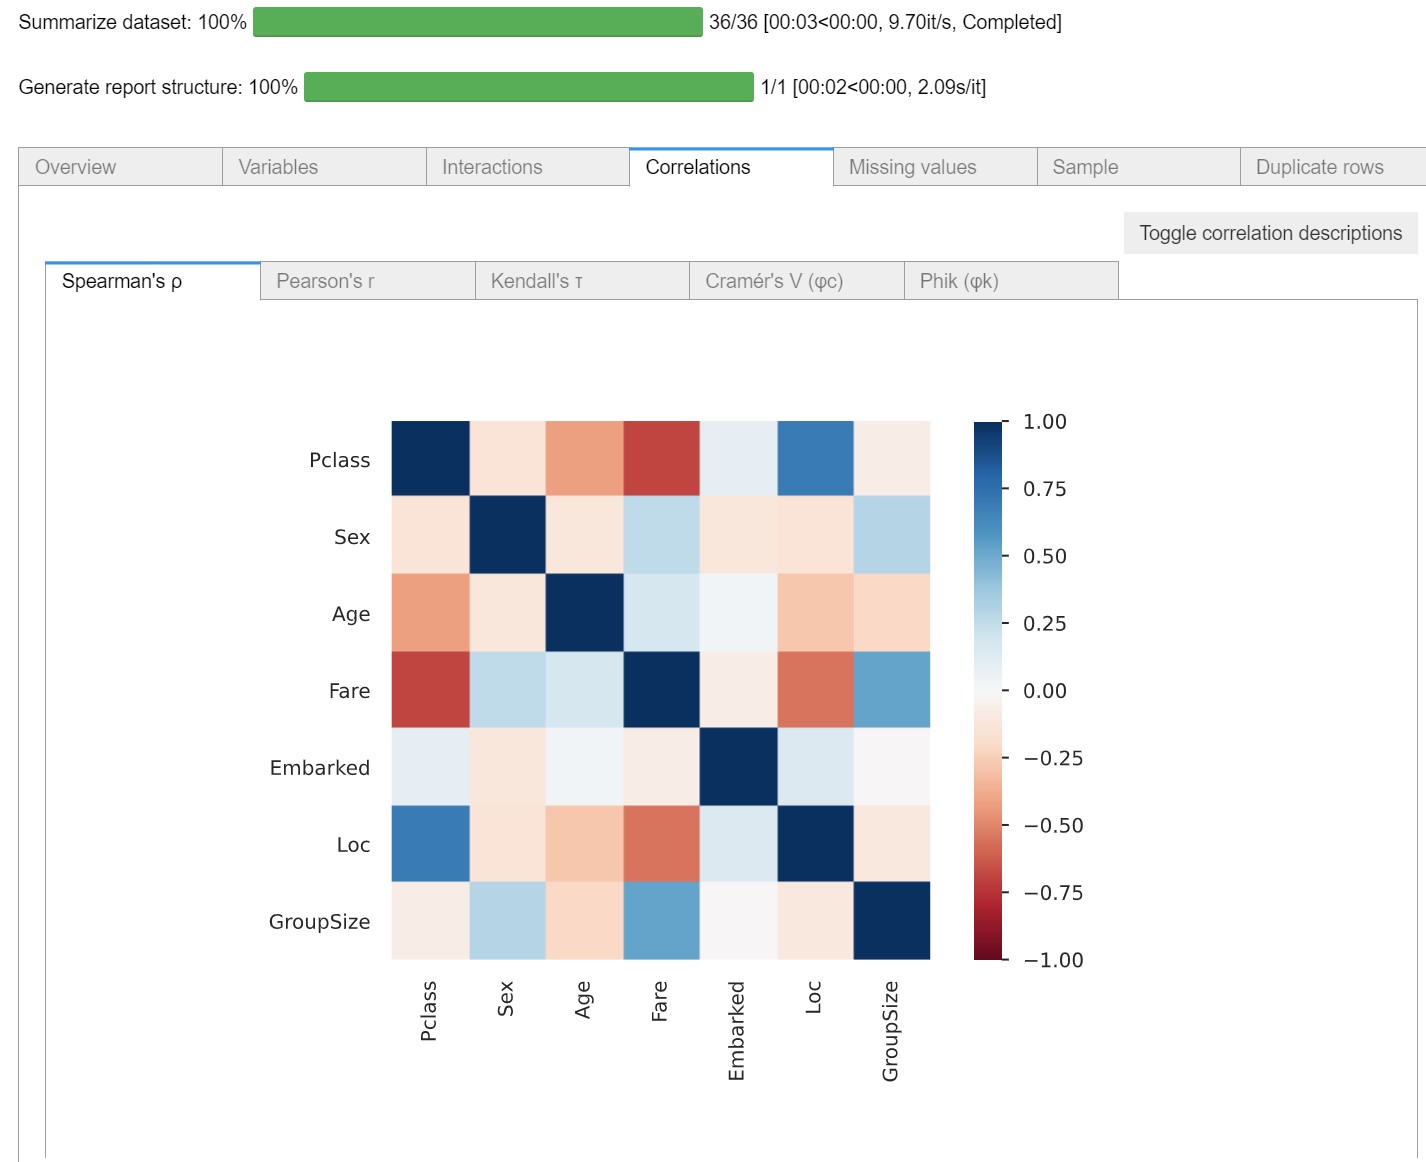 Summarize dataset: 100% 36/36 [00:03<00:00, 9.70it/s, Completed]
Generate report structure: 100% 1/1 [00:02<00:00, 2.09s/it]
Overview Variables Interactions Correlations Missing values Sample Duplicate rows
Toggle correlation descriptions
Spearman's ρ Pearson's r Kendall's τ Cramér's V (φc) Phik (φk)
Pclass
Sex
Age
Fare
Embarked
Loc
GroupSize
Pclass
Sex
Age
Fare
Embarked
Loc
GroupSize
1.00
0.75
0.50
0.25
0.00
−0.25
−0.50
−0.75
−1.00